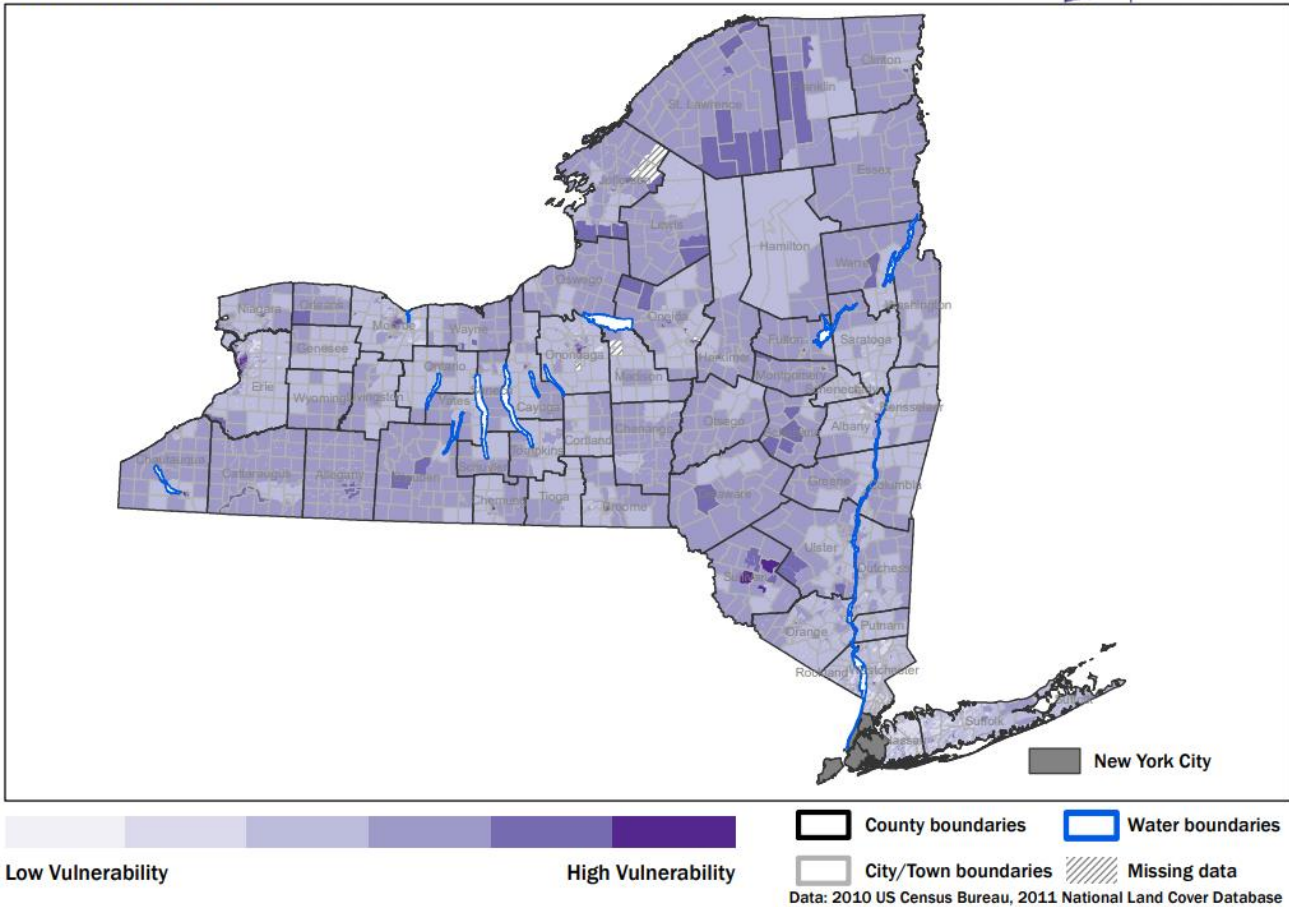 Clinton
St. Lawrence
Essex
Lewis
Hamilton
Oswego
Niagara
Orleans
Monroe
Wayne
Oneida
Fulton
Saratoga
Washington
Genesee
Onondaga
Ontario
Herkimer
Montgomery
Madison
Erie
Wyoming
Livingston
Yates
Cayuga
Schenectady
Rensselaer
Otsego
Albany
Chenango
Cortland
Tompkins
Chautauqua
Cattaraugus
Allegany
Steuben
Schuyler
Chemung
Tioga
Broome
Delaware
Greene
Columbia
Ulster
Dutchess
Sullivan
Orange
Putnam
Rockland
Westchester
Suffolk
Nassau
New York City
Low Vulnerability
High Vulnerability
County boundaries
Water boundaries
City/Town boundaries
Missing data
Data: 2010 US Census Bureau, 2011 National Land Cover Database